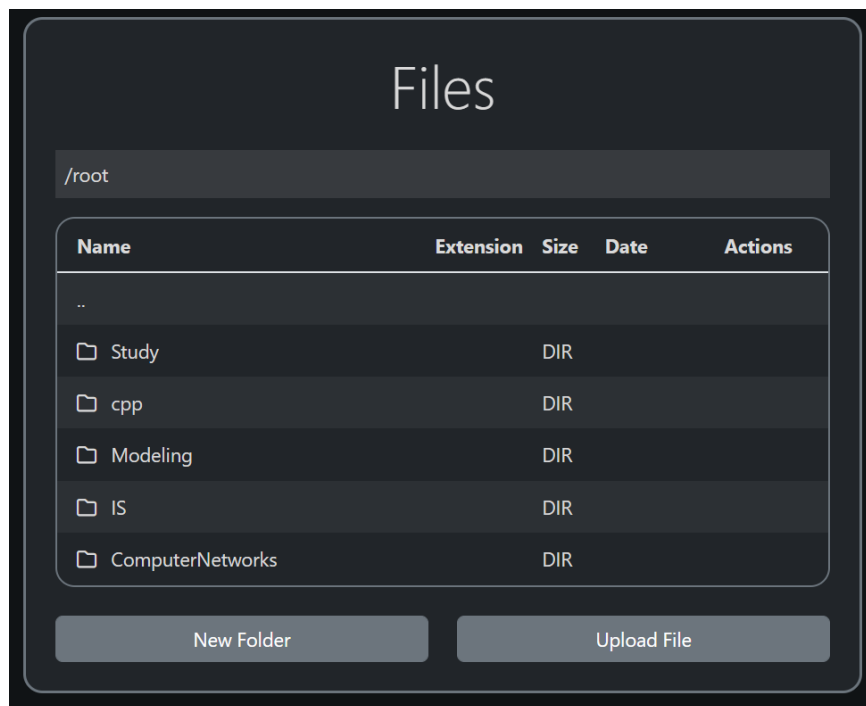 Files
/root
Name Extension Size Date Actions
..
Study DIR
cpp DIR
Modeling DIR
IS DIR
ComputerNetworks DIR
New Folder Upload File